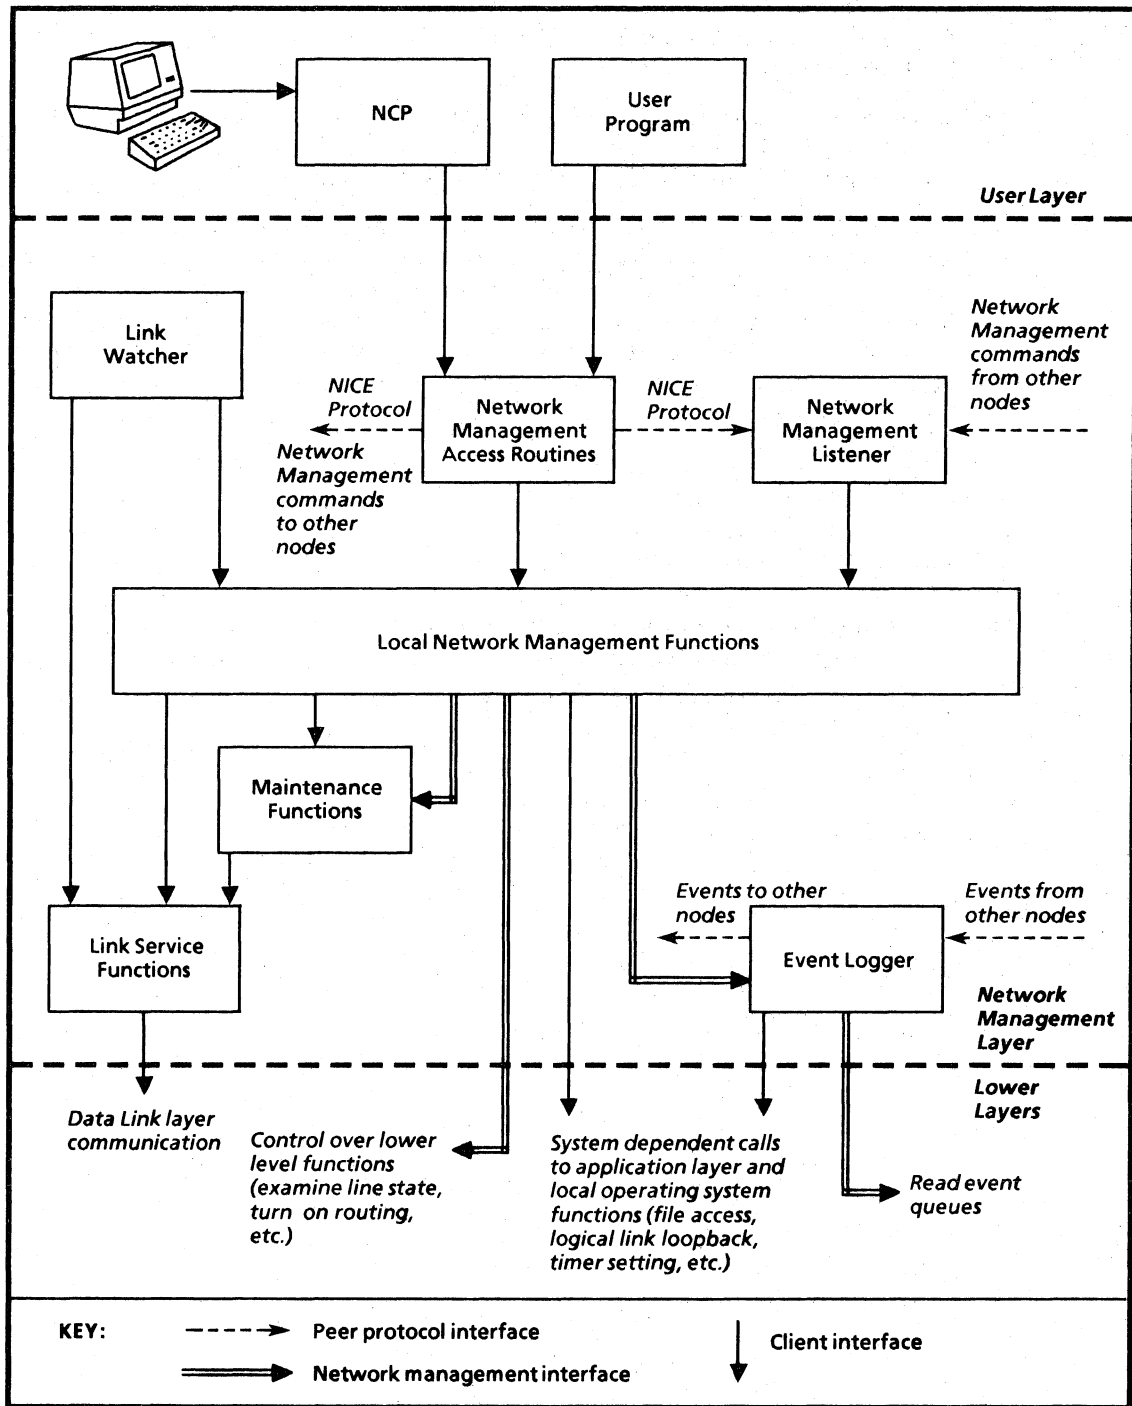 NCP
User
Program
User Layer
Link
Watcher
NICE
Protocol
Network
Management
Access Routines
NICE
Protocol
Network
Management
Listener
Network
Management
commands
from other
nodes
Network
Management
commands
to other
nodes
Local Network Management Functions
Maintenance
Functions
Link Service
Functions
Events to other
nodes
Events from
other nodes
Event Logger
Network
Management
Layer
Lower
Layers
Data Link layer
communication
Control over lower
level functions
(examine line state,
turn on routing,
etc.)
System dependent calls
to application layer and
local operating system
functions (file access,
logical link loopback,
timer setting, etc.)
Read event
queues
KEY:
Peer protocol interface
Network management interface
Client interface